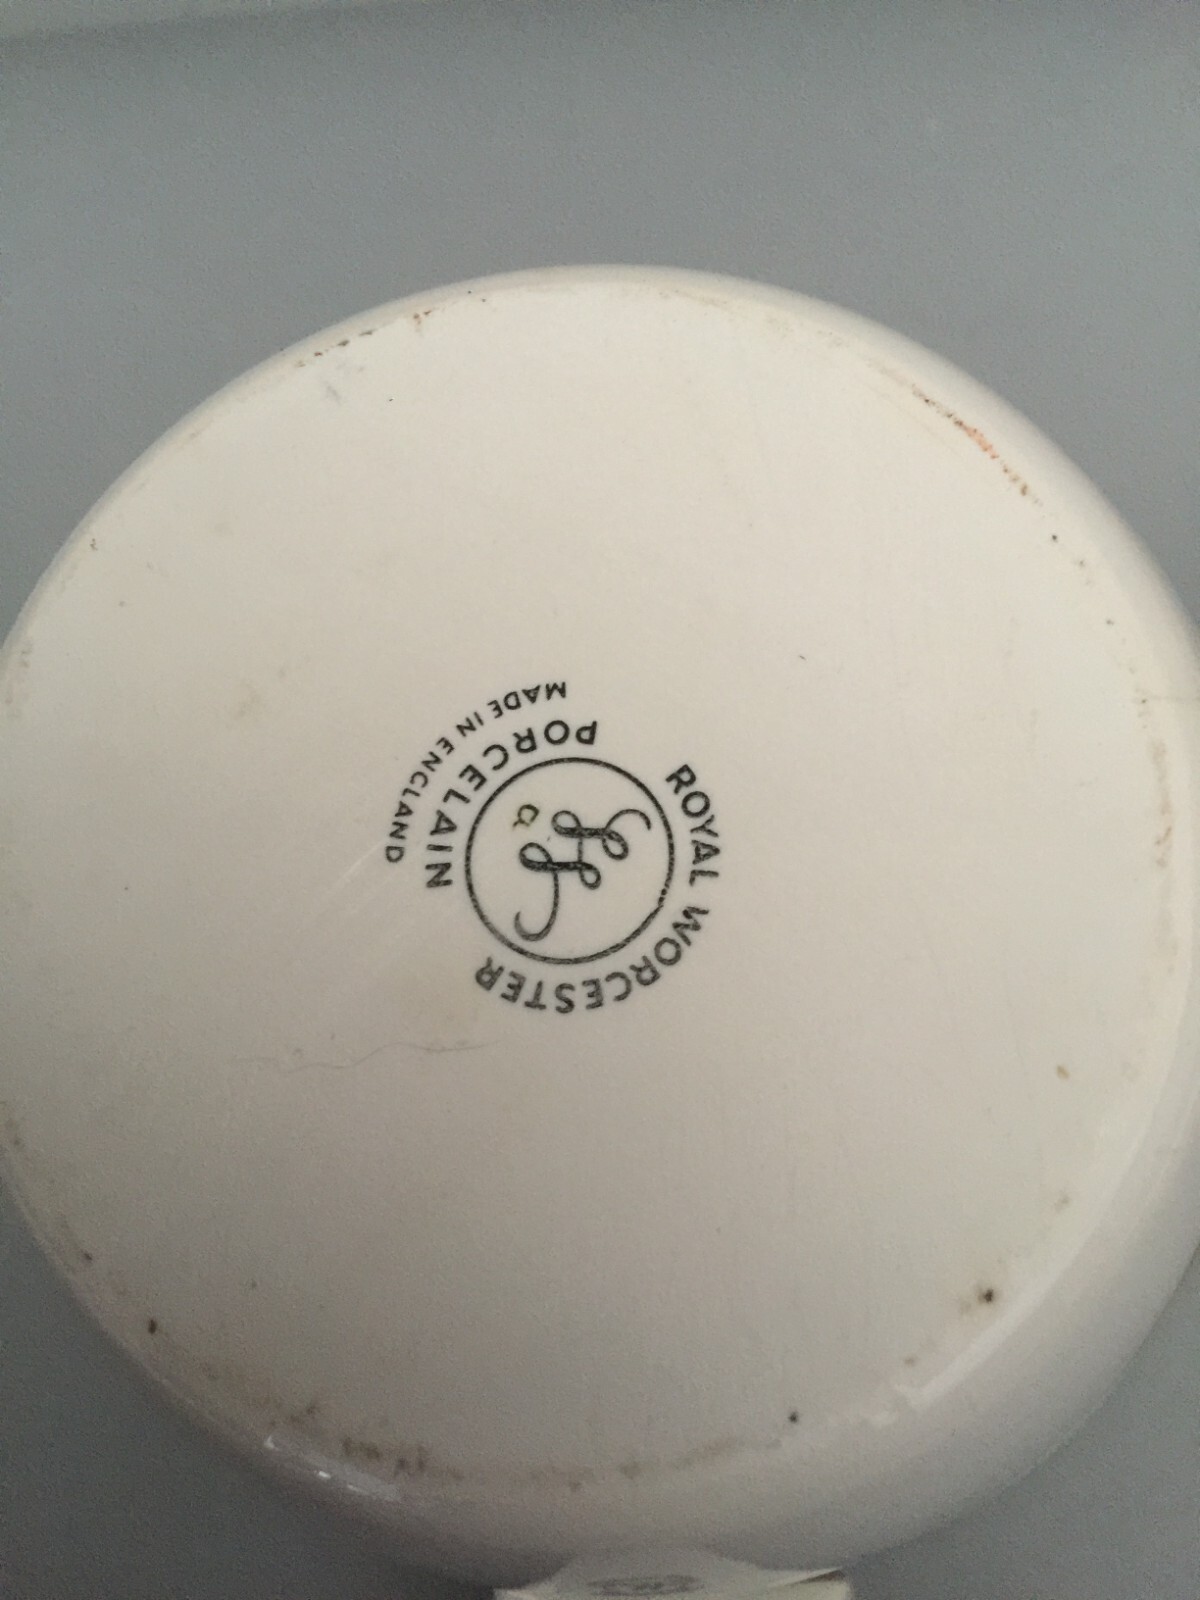 ROYAL WORCESTER
PORCELAIN
MADE IN ENGLAND
a